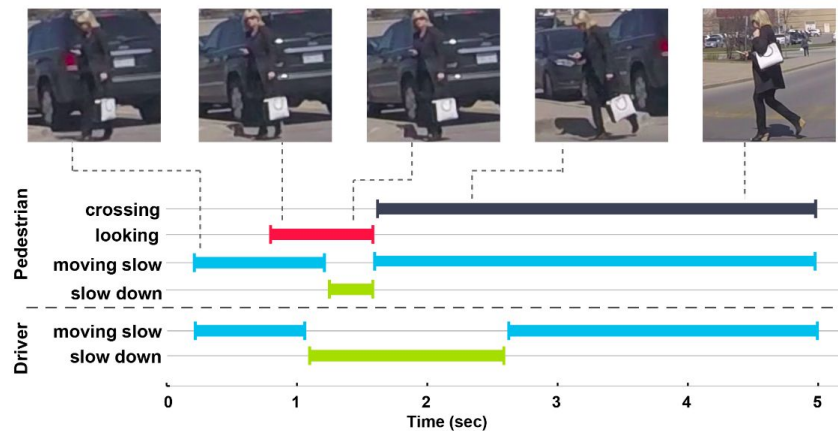 Pedestrian
crossing
looking
moving slow
slow down
Driver
moving slow
slow down
0 1 2 3 4 5
Time (sec)